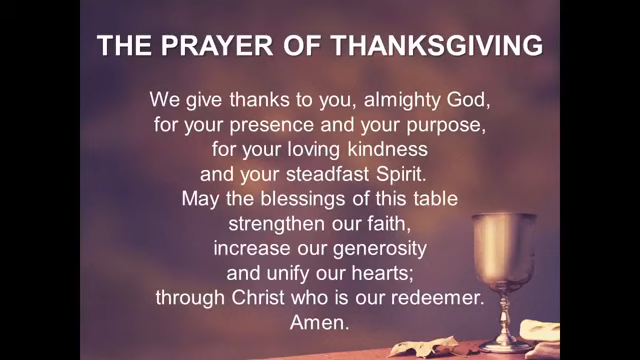 THE PRAYER OF THANKSGIVING
We give thanks to you, almighty God,
for your presence and your purpose,
for your loving kindness
and your steadfast Spirit.
May the blessings of this table
strengthen our faith,
increase our generosity
and unify our hearts;
through Christ who is our redeemer.
Amen.